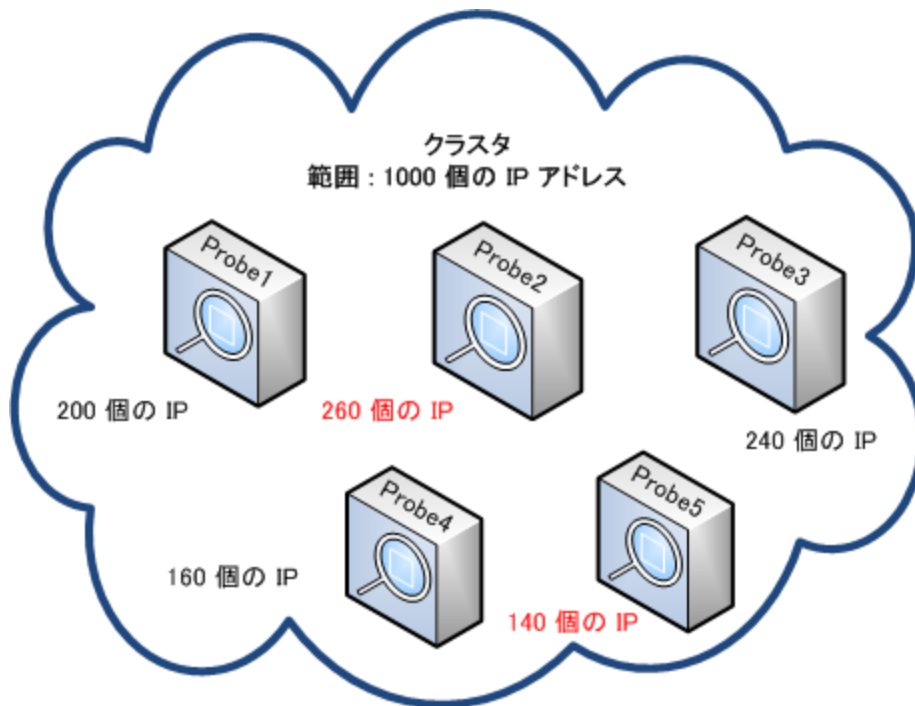 クラスタ
範囲 : 1000 個の IP アドレス
Probe1
Probe2
Probe3
200 個の IP
260 個の IP
240 個の IP
Probe4
Probe5
160 個の IP
140 個の IP